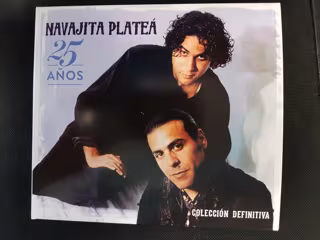 NAVAJITA PLATEÁ
25
AÑOS
COLECCIÓN DEFINITIVA